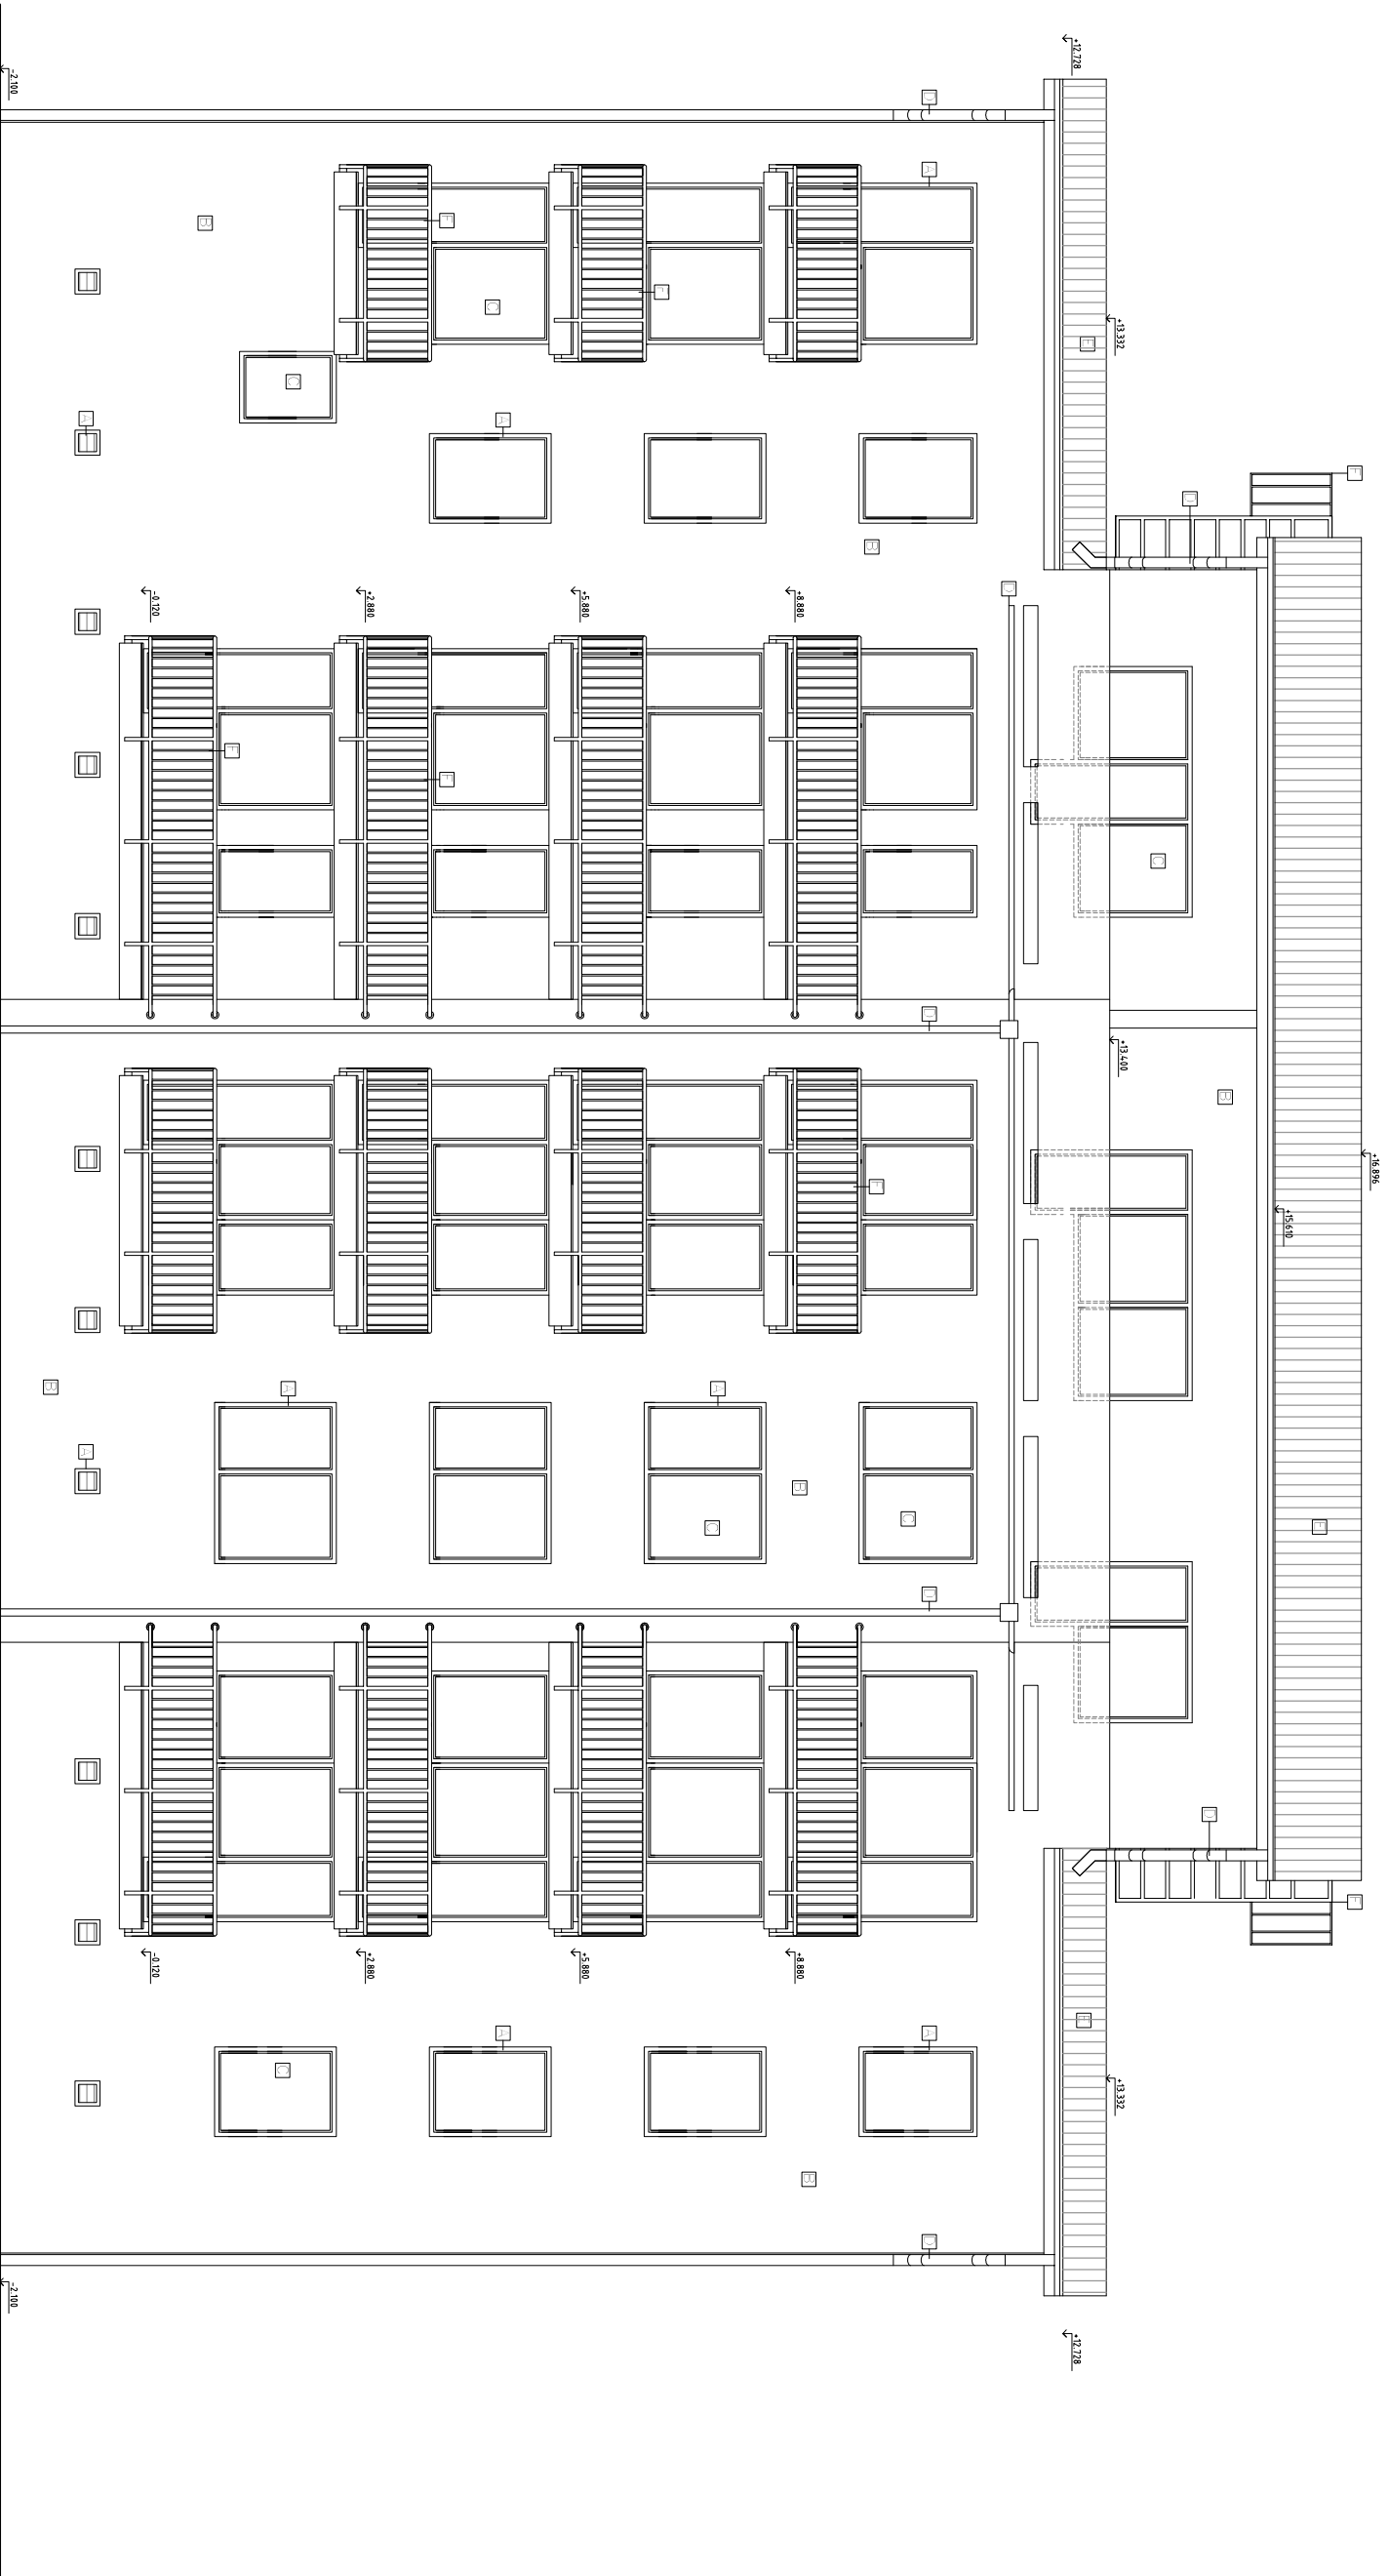 +16.896
F
F
E
+15.610
B
D
D
C
+13.332
+13.400
+13.332
E
E
+12.728
+12.728
D
D
A
D
D
A
D
C
F
B
B
+8.880
B
+8.880
A
C
F
+5.880
+5.880
A
A
C
F
F
+2.880
+2.880
C
A
C
F
B
-0.120
-0.120
A
A
B
-2.100
-2.100